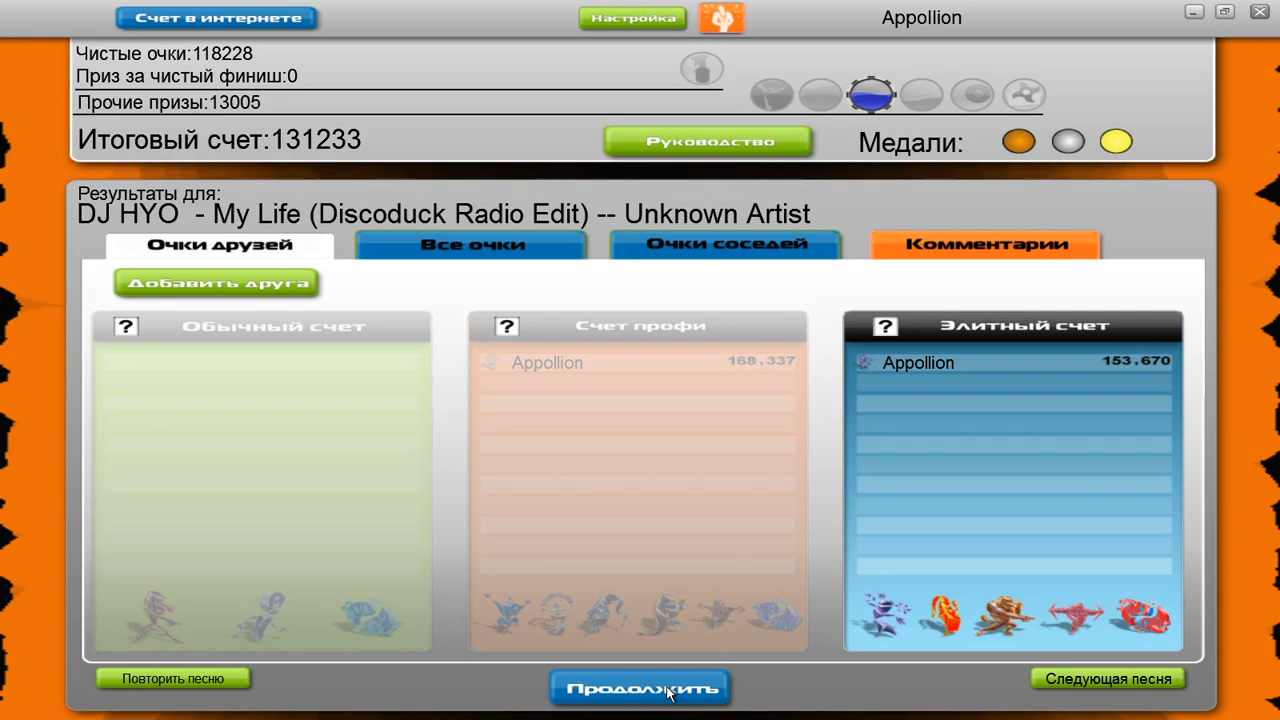 Счет в интернете
Настройка
Appollion
Чистые очки:118228
Приз за чистый финиш:0
Прочие призы:13005
Итоговый счет:131233
Руководство
Медали:
Результаты для:
DJ HYO - My Life (Discoduck Radio Edit) -- Unknown Artist
Очки друзей
Все очки
Очки соседей
Комментарии
Добавить друга
? Обычный счет
? Счет профи
? Элитный счет
Appollion 168.337
Appollion 153,670
Повторить песню
Продолжить
Следующая песня